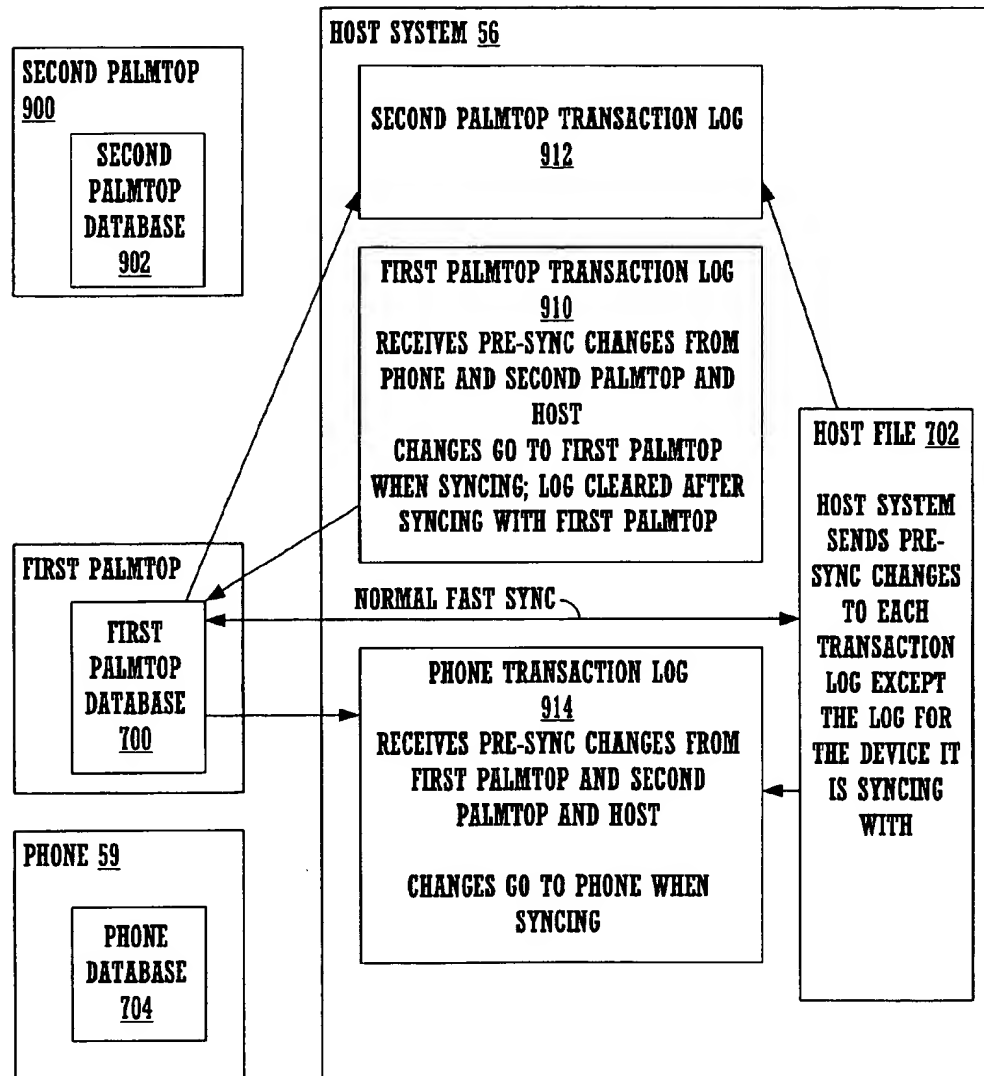 HOST SYSTEM 56
SECOND PALMTOP
900
SECOND
PALMTOP
DATABASE
902
SECOND PALMTOP TRANSACTION LOG
912
FIRST PALMTOP TRANSACTION LOG
910
RECEIVES PRE-SYNC CHANGES FROM
PHONE AND SECOND PALMTOP AND
HOST
CHANGES GO TO FIRST PALMTOP
WHEN SYNCING; LOG CLEARED AFTER
SYNCING WITH FIRST PALMTOP
HOST FILE 702
HOST SYSTEM
SENDS PRE-
SYNC CHANGES
TO EACH
TRANSACTION
LOG EXCEPT
THE LOG FOR
THE DEVICE IT
IS SYNCING
WITH
FIRST PALMTOP
FIRST
PALMTOP
DATABASE
700
NORMAL FAST SYNC
PHONE TRANSACTION LOG
914
RECEIVES PRE-SYNC CHANGES FROM
FIRST PALMTOP AND SECOND
PALMTOP AND HOST
CHANGES GO TO PHONE WHEN
SYNCING
PHONE 59
PHONE
DATABASE
704